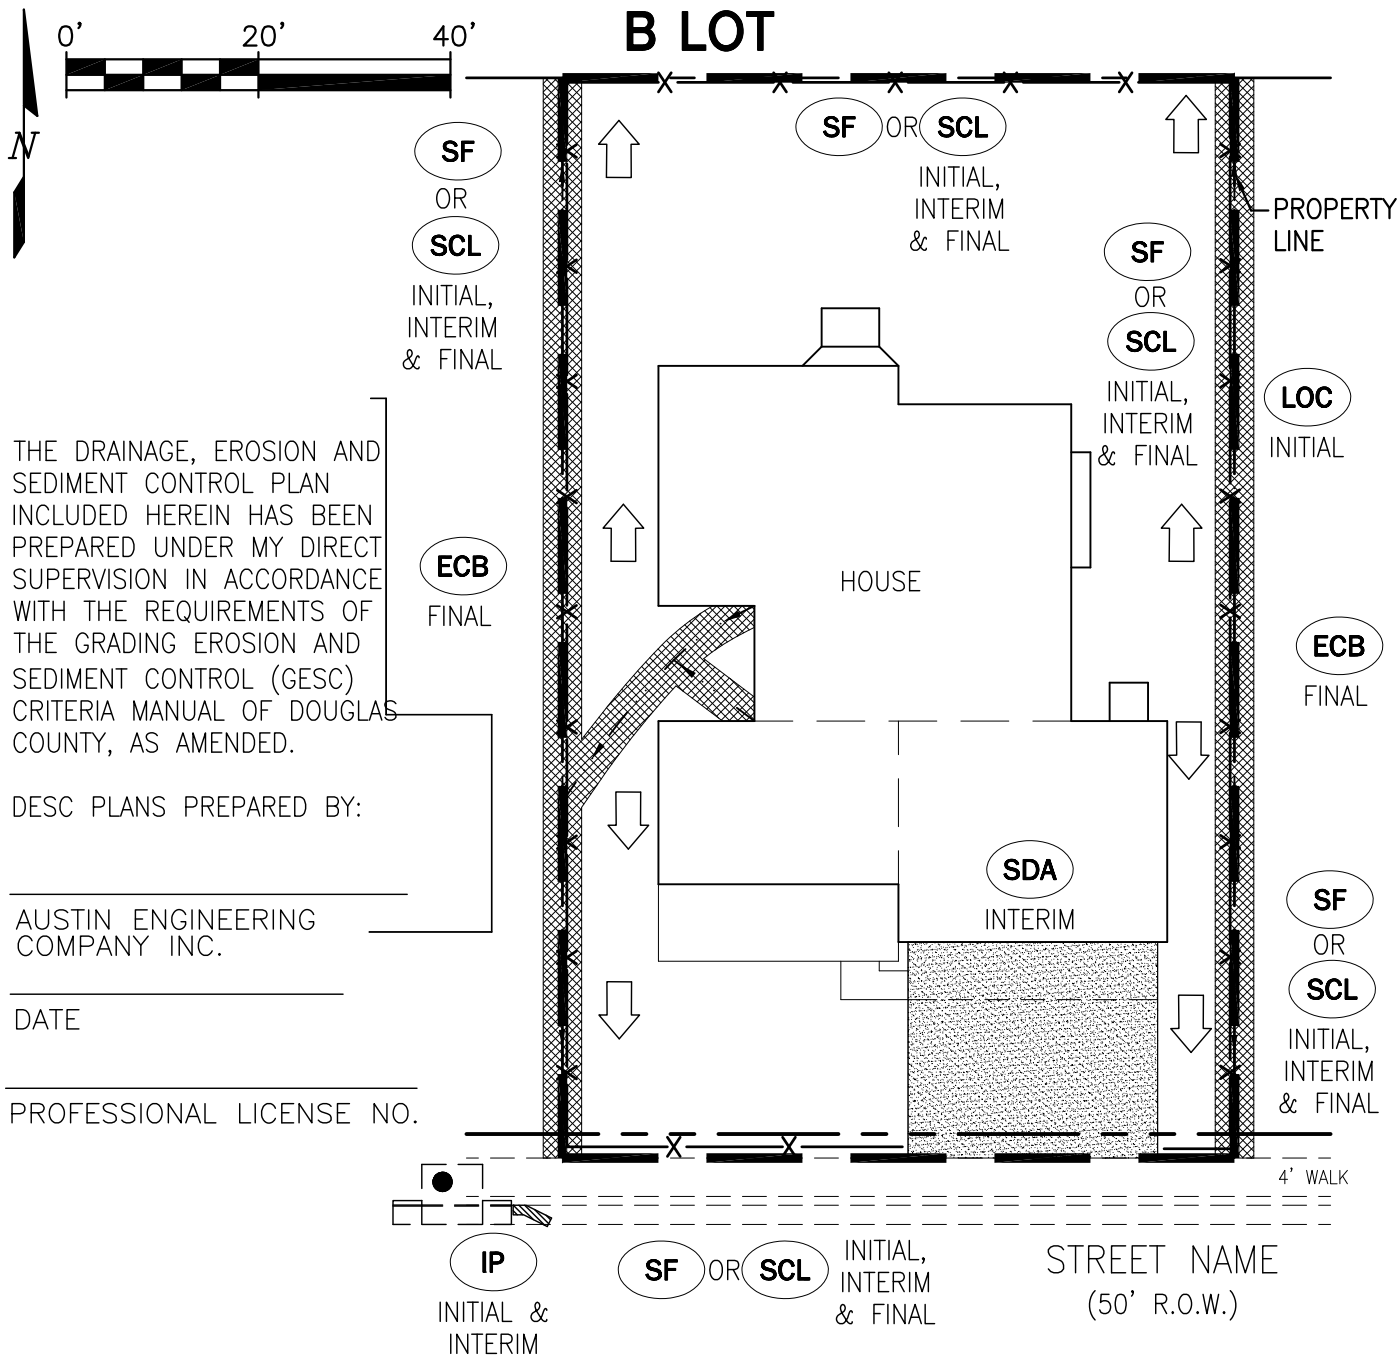 B LOT
0'
20'
40'
N
SF
OR
SCL
INITIAL,
INTERIM
& FINAL
SF OR SCL
INITIAL,
INTERIM
& FINAL
PROPERTY
LINE
SF
OR
SCL
INITIAL,
INTERIM
& FINAL
LOC
INITIAL
THE DRAINAGE, EROSION AND
SEDIMENT CONTROL PLAN
INCLUDED HEREIN HAS BEEN
PREPARED UNDER MY DIRECT
SUPERVISION IN ACCORDANCE
WITH THE REQUIREMENTS OF
THE GRADING EROSION AND
SEDIMENT CONTROL (GESC)
CRITERIA MANUAL OF DOUGLAS
COUNTY, AS AMENDED.
ECB
FINAL
HOUSE
ECB
FINAL
DESC PLANS PREPARED BY:
AUSTIN ENGINEERING
COMPANY INC.
DATE
PROFESSIONAL LICENSE NO.
SDA
INTERIM
SF
OR
SCL
INITIAL,
INTERIM
& FINAL
4' WALK
IP
INITIAL &
INTERIM
SF OR SCL
INITIAL,
INTERIM
& FINAL
STREET NAME
(50' R.O.W.)